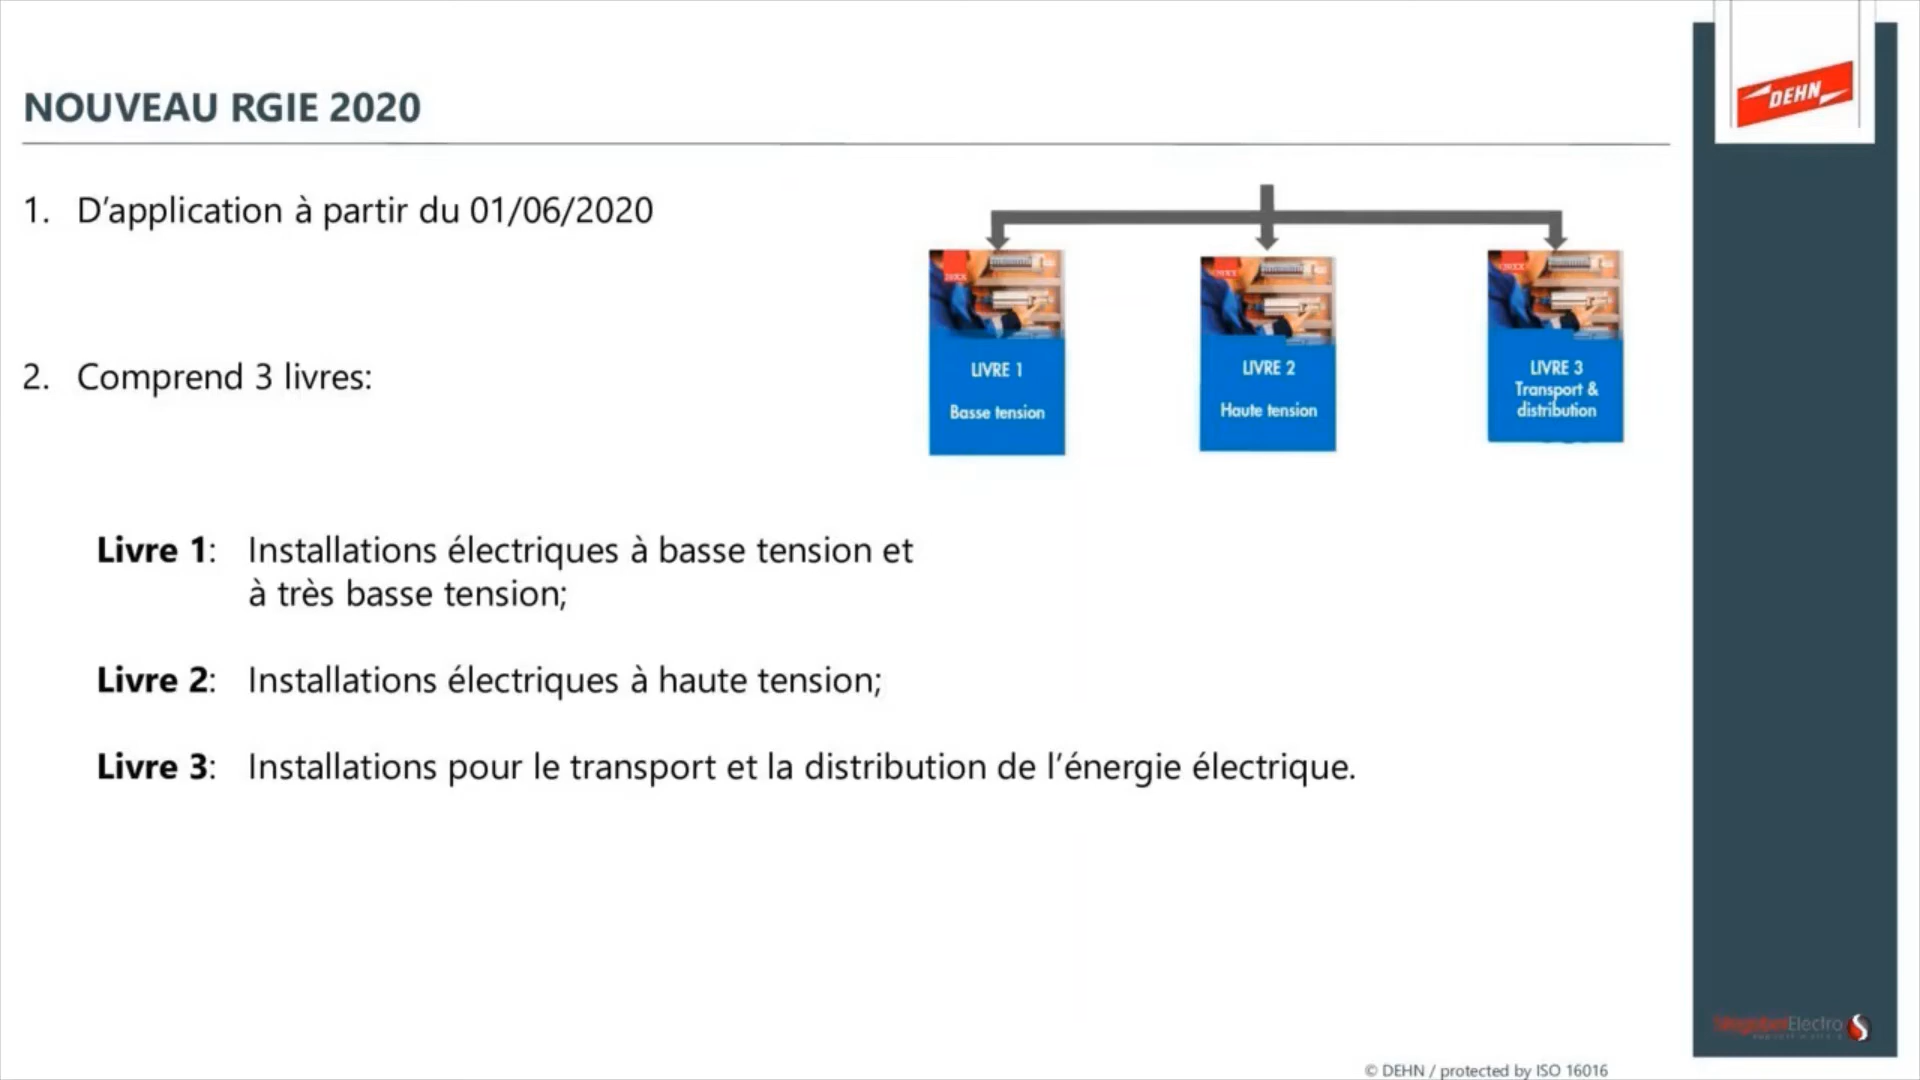 NOUVEAU RGIE 2020
DEHN
1. D’application à partir du 01/06/2020
2. Comprend 3 livres:
LIVRE 1
Basse tension
LIVRE 2
Haute tension
LIVRE 3
Transport &
distribution
Livre 1: Installations électriques à basse tension et
à très basse tension;
Livre 2: Installations électriques à haute tension;
Livre 3: Installations pour le transport et la distribution de l’énergie électrique.
Electro
© DEHN / protected by ISO 16016